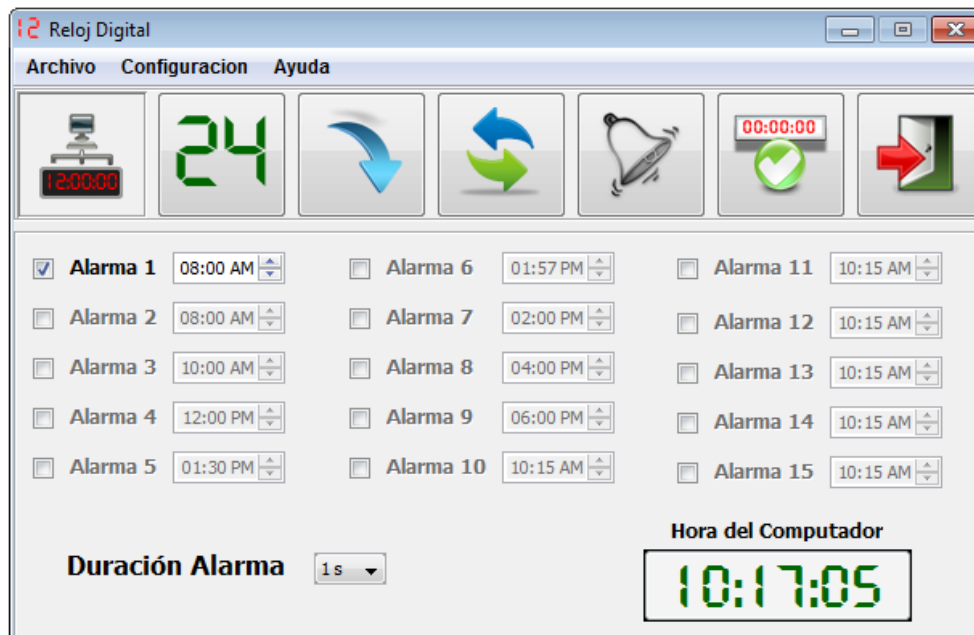 12 Reloj Digital
Archivo Configuracion Ayuda
12:00:00 24 00:00:00
Alarma 1 08:00 AM Alarma 6 01:57 PM Alarma 11 10:15 AM
Alarma 2 08:00 AM Alarma 7 02:00 PM Alarma 12 10:15 AM
Alarma 3 10:00 AM Alarma 8 04:00 PM Alarma 13 10:15 AM
Alarma 4 12:00 PM Alarma 9 06:00 PM Alarma 14 10:15 AM
Alarma 5 01:30 PM Alarma 10 10:15 AM Alarma 15 10:15 AM
Hora del Computador
Duración Alarma 1 s
10:17:05